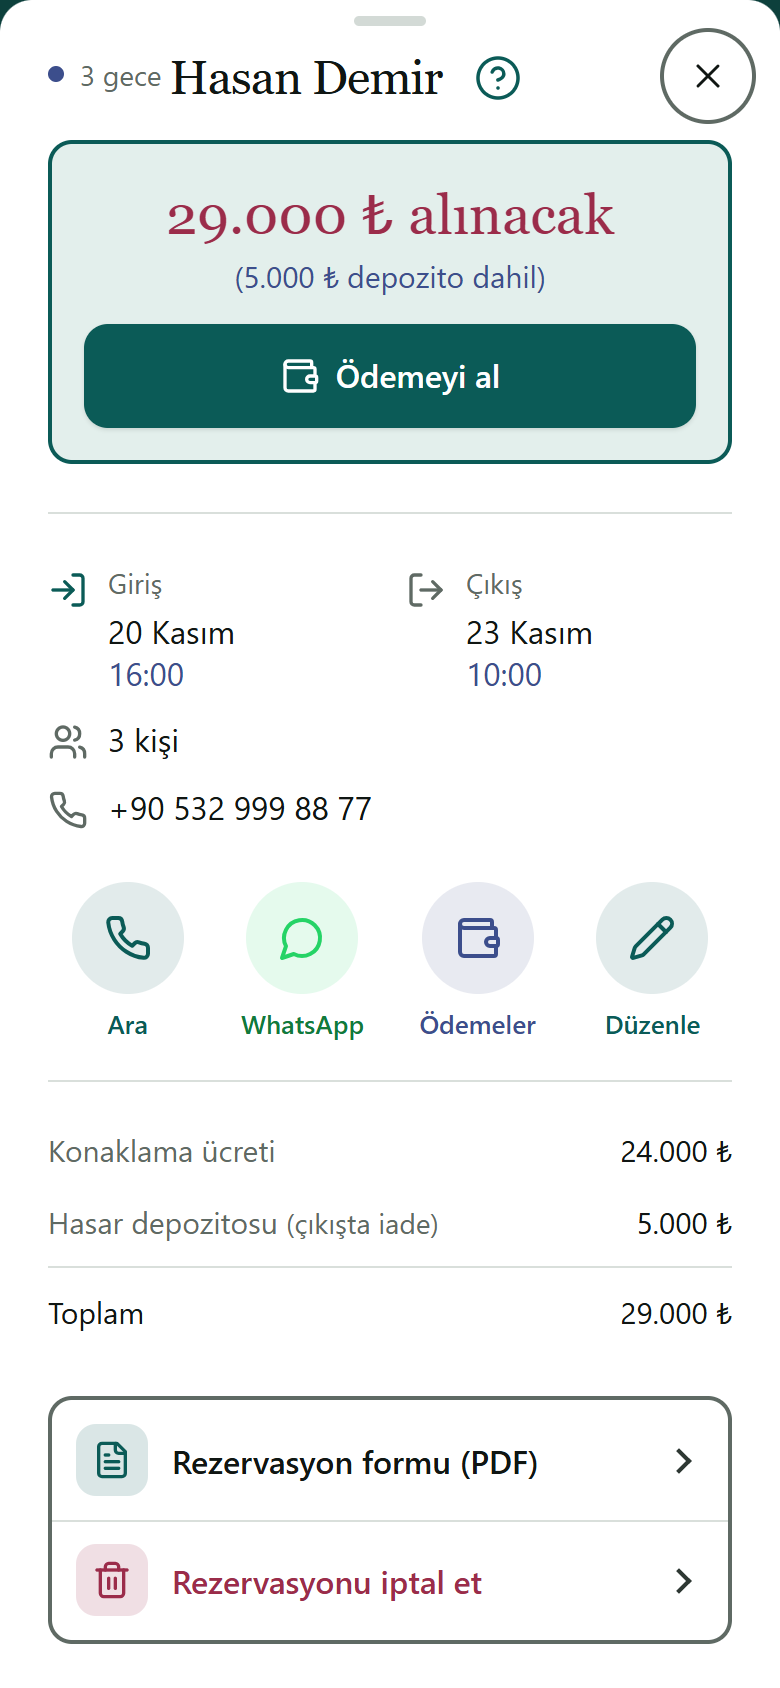 3 gece Hasan Demir
29.000 ₺ alınacak
(5.000 ₺ depozito dahil)
Ödemeyi al
Giriş
20 Kasım
16:00
Çıkış
23 Kasım
10:00
3 kişi
+90 532 999 88 77
Ara
WhatsApp
Ödemeler
Düzenle
Konaklama ücreti 24.000 ₺
Hasar depozitosu (çıkışta iade) 5.000 ₺
Toplam 29.000 ₺
Rezervasyon formu (PDF)
Rezervasyonu iptal et